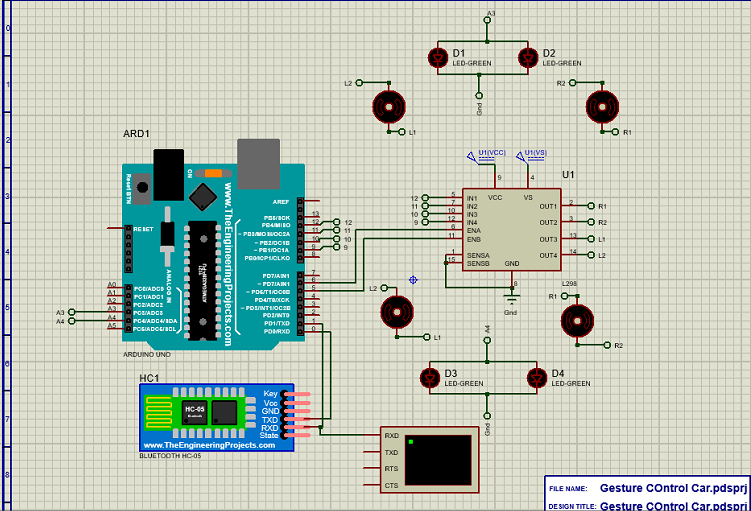 A3
D1
LED-GREEN
D2
LED-GREEN
L2
L1
R2
R1
Gnd
ARD1
Reset BTN
ON
www.TheEngineeringProjects.com
ARDUINO UNO
ANALOG IN
RESET
AREF
PB5/SCK
PB4/MISO
~ PB3/MOSI/OC2A
~ PB2/OC1B
~ PB1/OC1A
PB0/ICP1/CLKO
13
12
11
10
9
8
12
11
10
9
PD7/AIN1
~ PD6/T1/OC0B
PD4/T0/XCK
PD2/INT0
PD1/TXD
PD0/RXD
7
6
5
4
3
2
1
0
A0
A1
A2
A3
A4
A5
PC0/ADC0
PC1/ADC1
PC2/ADC2
PC3/ADC3
PC4/ADC4/SDA
PC5/ADC5/SCL
A3
A4
U1(VCC)
U1(VS)
U1
9
4
VCC
VS
12
11
10
9
5
7
10
12
6
11
1
15
IN1
IN2
IN3
IN4
ENA
ENB
SENSA
SENSB
GND
8
OUT1
OUT2
OUT3
OUT4
2
3
13
14
R1
R3
L1
L2
L298
Gnd
L2
L1
R1
R2
A4
D3
LED-GREEN
D4
LED-GREEN
Gnd
HC1
HC-05
Bluetooth
Key
Vcc
GND
TXD
RXD
State
www.TheEngineeringProjects.com
BLUETOOTH HC-05
RXD
TXD
RTS
CTS
0
1
2
3
4
5
6
7
8
FILE NAME: Gesture COntrol Car.pdsprj
DESIGN TITLE: Gesture COntrol Car.pdsprj